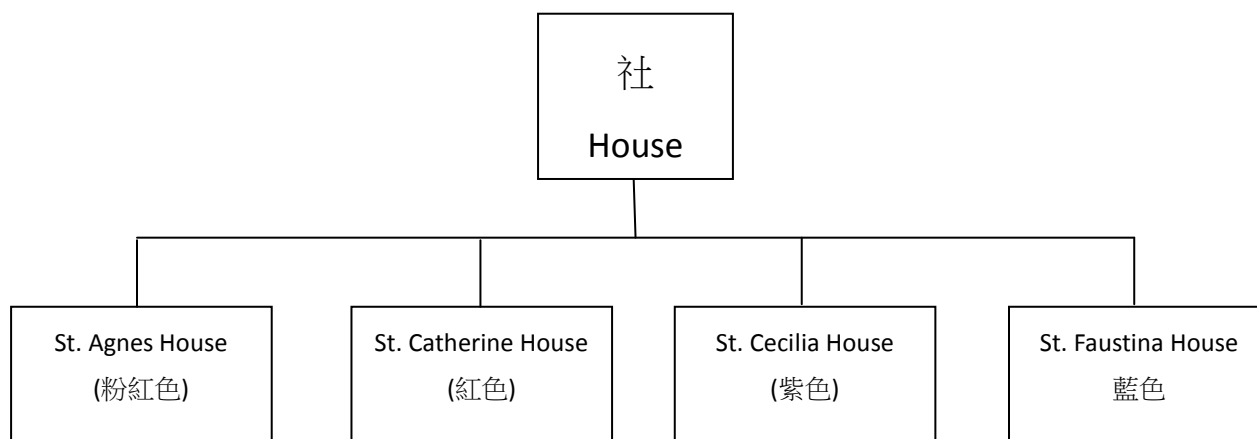 社
House
St. Agnes House
(粉紅色)
St. Catherine House
(紅色)
St. Cecilia House
(紫色)
St. Faustina House
藍色